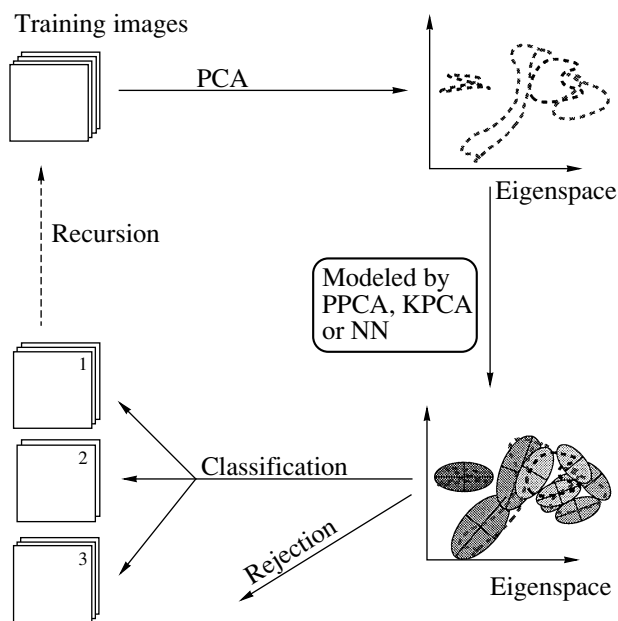 Training images
PCA
Eigenspace
Recursion
Modeled by
PPCA, KPCA
or NN
1
2
3
Classification
Rejection
Eigenspace